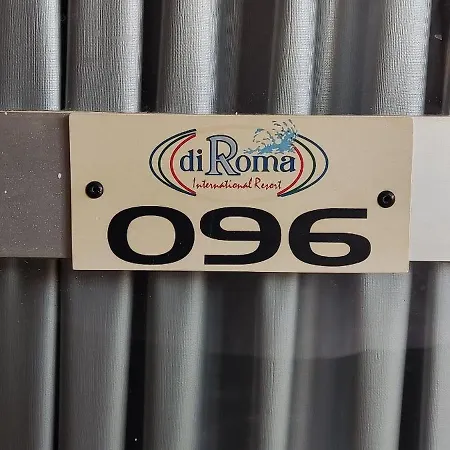 diRoma
International Resort
096